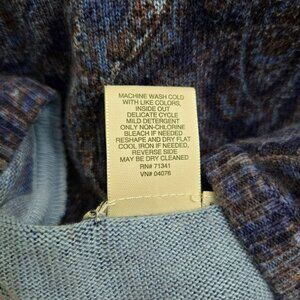 MACHINE WASH COLD
WITH LIKE COLORS,
INSIDE OUT
DELICATE CYCLE
MILD DETERGENT
ONLY NON-CHLORINE
BLEACH IF NEEDED
RESHAPE AND DRY FLAT
COOL IRON IF NEEDED,
REVERSE SIDE
MAY BE DRY CLEANED
RN# 71341
VN# 04076